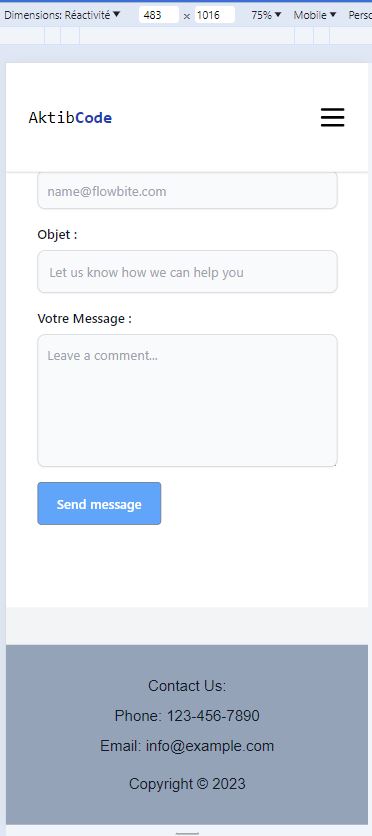 Dimensions: Réactivité ▼ 483 × 1016 75% ▼ Mobile ▼ Perso
AktibCode
name@flowbite.com
Objet :
Let us know how we can help you
Votre Message :
Leave a comment...
Send message
Contact Us:
Phone: 123-456-7890
Email: info@example.com
Copyright © 2023